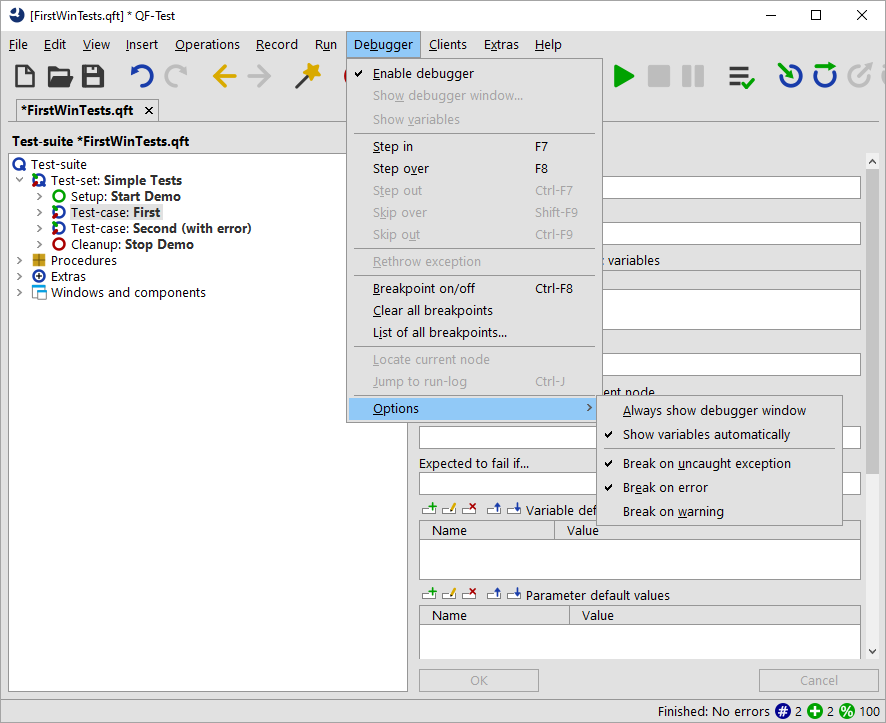 [FirstWinTests.qft] * QF-Test
File Edit View Insert Operations Record Run Debugger Clients Extras Help
*FirstWinTests.qft
Test-suite *FirstWinTests.qft
Test-suite
Test-set: Simple Tests
Setup: Start Demo
Test-case: First
Test-case: Second (with error)
Cleanup: Stop Demo
Procedures
Extras
Windows and components
Enable debugger
Show debugger window...
Show variables
Step in F7
Step over F8
Step out Ctrl-F7
Skip over Shift-F9
Skip out Ctrl-F9
Rethrow exception
Breakpoint on/off Ctrl-F8
Clear all breakpoints
List of all breakpoints...
Locate current node
Jump to run-log Ctrl-J
Options
Always show debugger window
Show variables automatically
Break on uncaught exception
Break on error
Break on warning
variables
node
Expected to fail if...
Variable def
Name Value
Parameter default values
Name Value
OK Cancel
Finished: No errors # 2 2 % 100